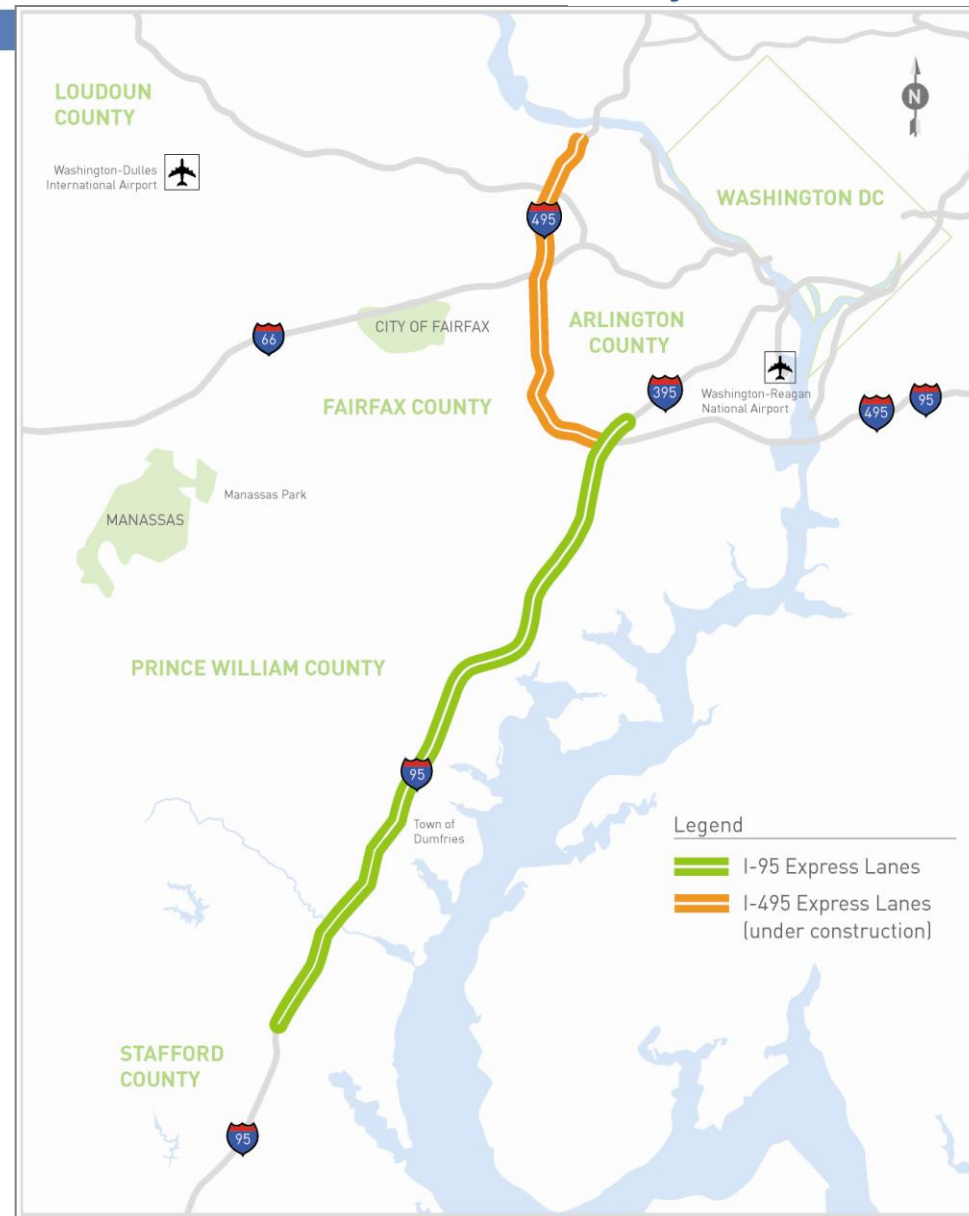 LOUDOUN
COUNTY
N
Washington-Dulles
International Airport
WASHINGTON DC
495
ARLINGTON
COUNTY
CITY OF FAIRFAX
66
Washington-Reagan
National Airport
395
FAIRFAX COUNTY
495
95
Manassas Park
MANASSAS
PRINCE WILLIAM COUNTY
95
Town of
Dumfries
Legend
I-95 Express Lanes
I-495 Express Lanes
(under construction)
STAFFORD
COUNTY
95